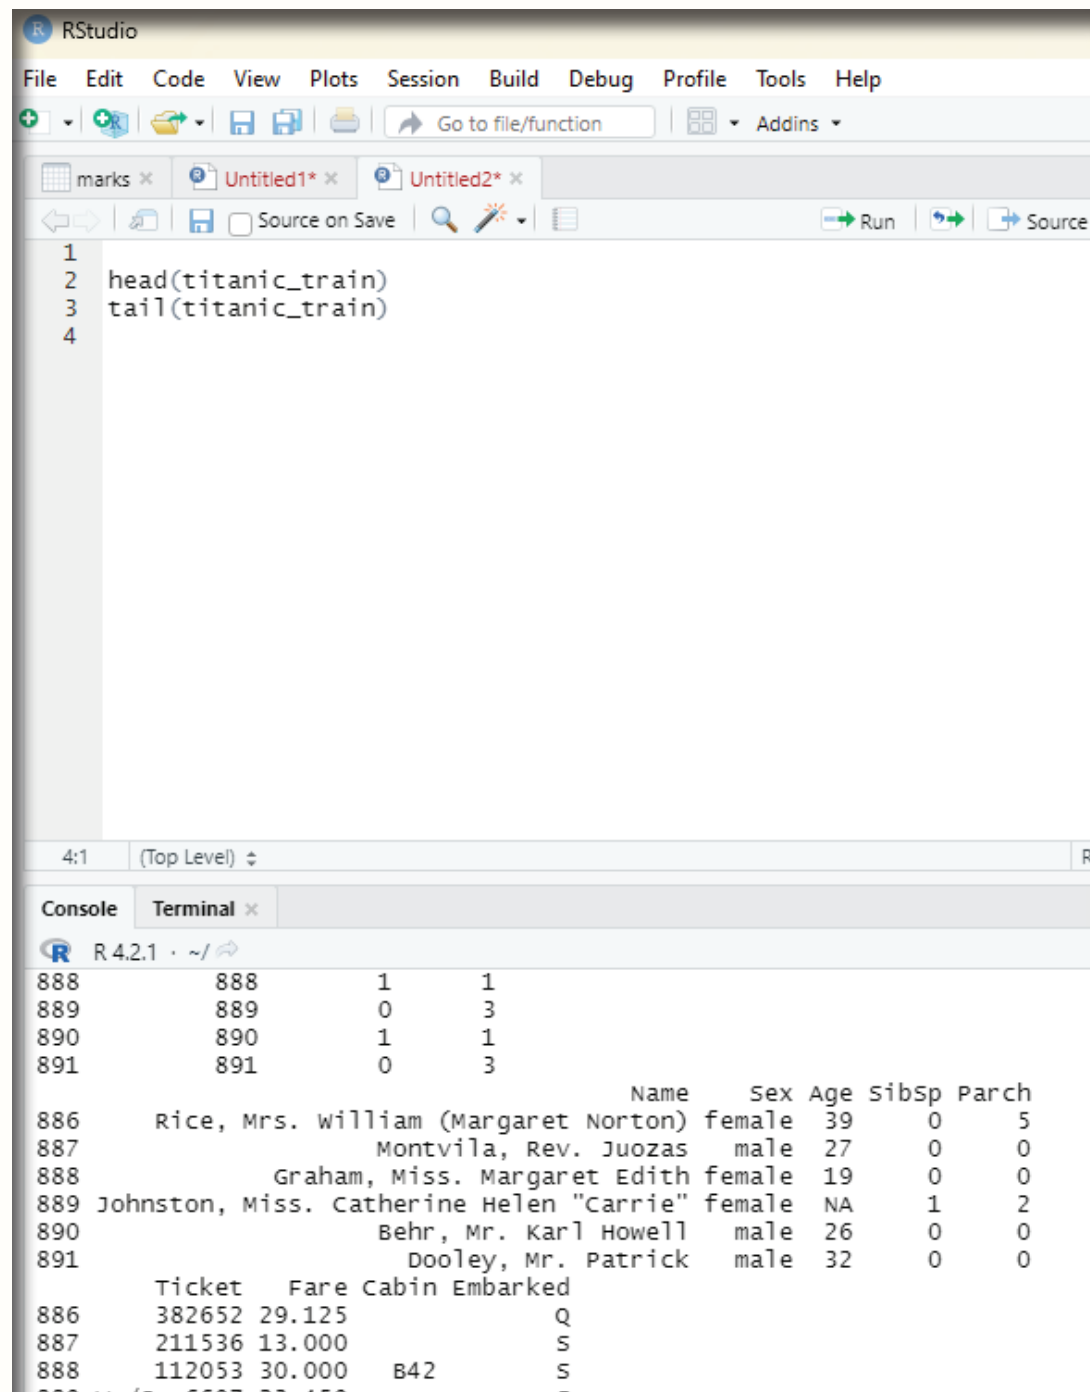 RStudio
File Edit Code View Plots Session Build Debug Profile Tools Help
Go to file/function Addins
marks Untitled1* Untitled2*
Source on Save Run Source
1
2 head(titanic_train)
3 tail(titanic_train)
4
4:1 (Top Level)
Console Terminal
R 4.2.1 · ~/
888 888 1 1
889 889 0 3
890 890 1 1
891 891 0 3
Name Sex Age SibSp Parch
886 Rice, Mrs. William (Margaret Norton) female 39 0 5
887 Montvila, Rev. Juozas male 27 0 0
888 Graham, Miss. Margaret Edith female 19 0 0
889 Johnston, Miss. Catherine Helen "Carrie" female NA 1 2
890 Behr, Mr. Karl Howell male 26 0 0
891 Dooley, Mr. Patrick male 32 0 0
Ticket Fare Cabin Embarked
886 382652 29.125 Q
887 211536 13.000 S
888 112053 30.000 B42 S